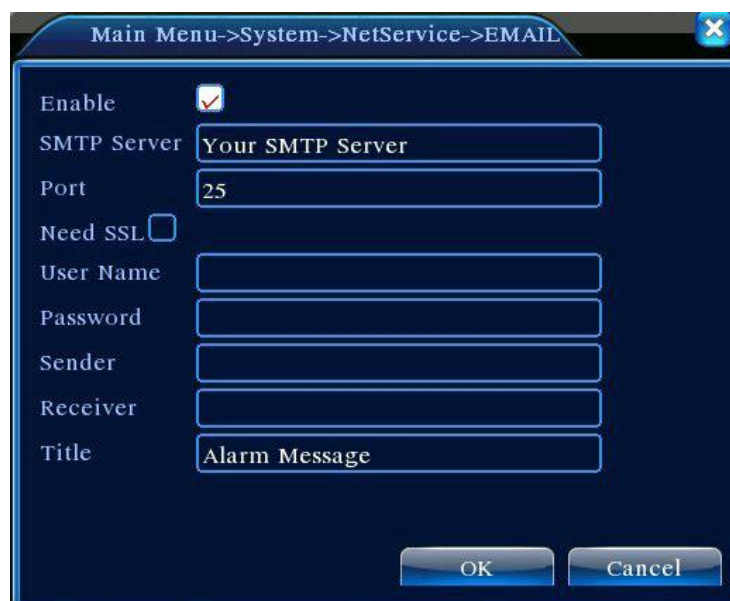 Main Menu->System->NetService->EMAIL
Enable
SMTP Server Your SMTP Server
Port 25
Need SSL
User Name
Password
Sender
Receiver
Title Alarm Message
OK Cancel